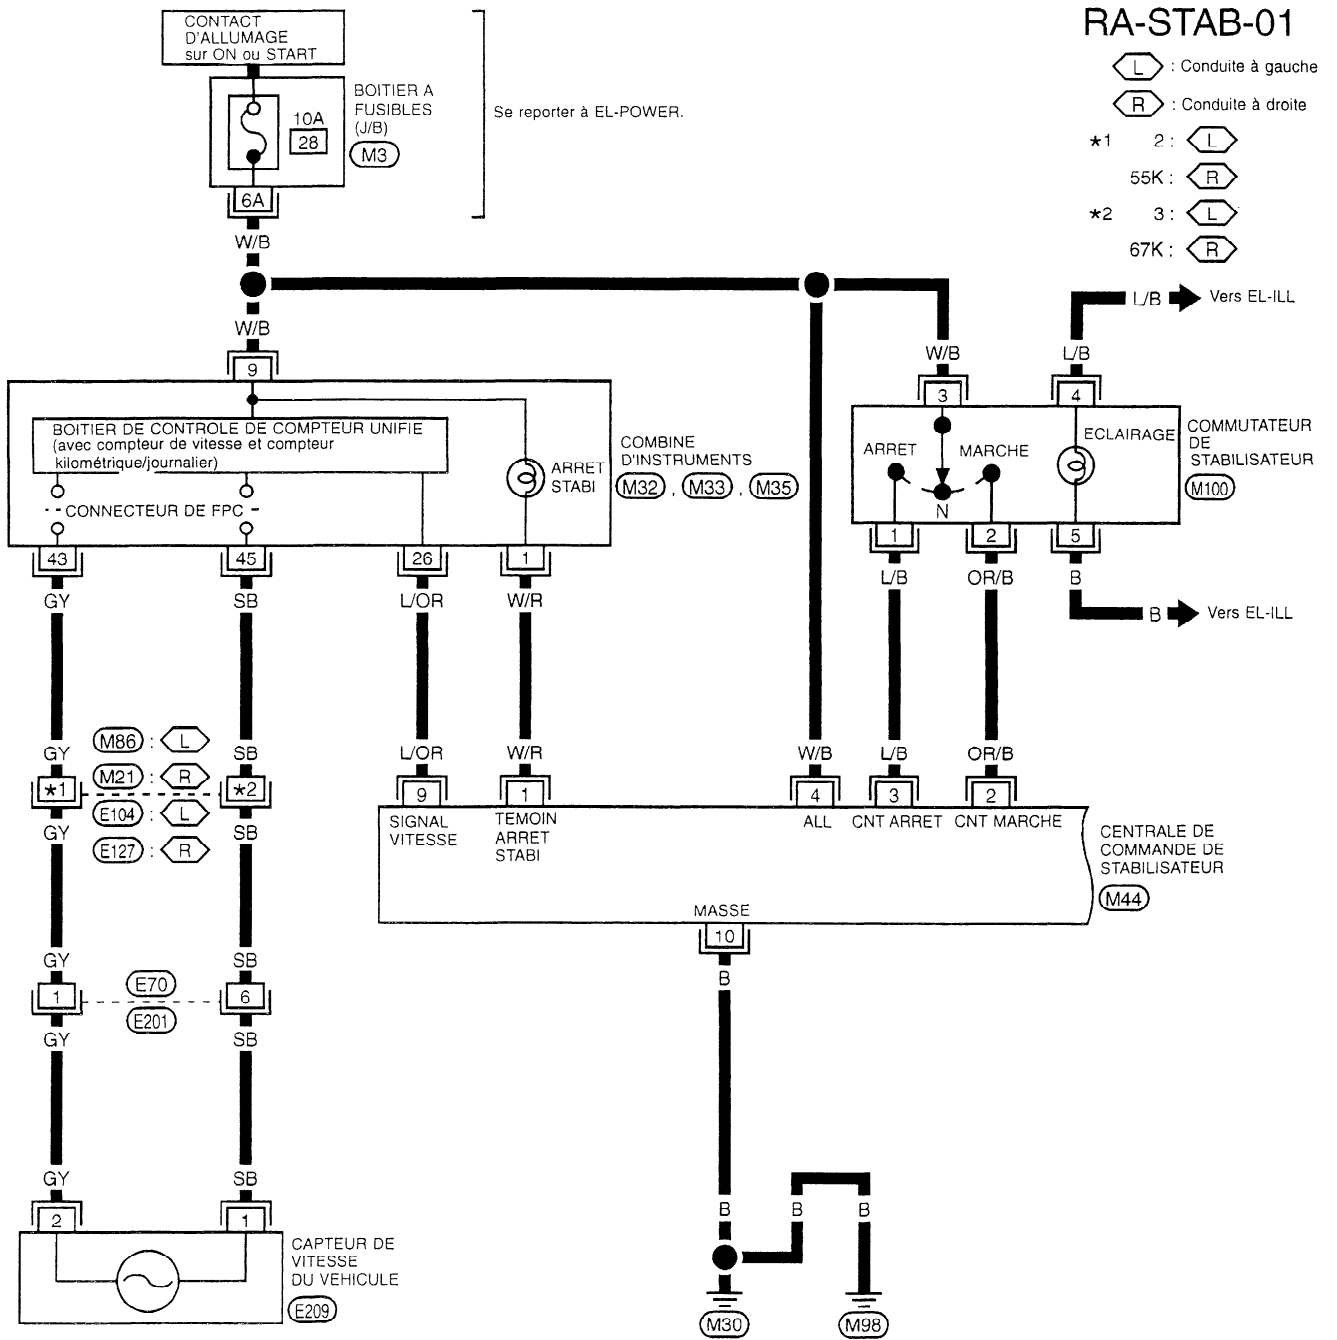 RA-STAB-01
CONTACT
D'ALLUMAGE
sur ON ou START
BOITIER A
FUSIBLES
(J/B)
M3
10A
28
6A
Se reporter à EL-POWER.
L : Conduite à gauche
R : Conduite à droite
*1 2 : L
55K : R
*2 3 : L
67K : R
W/B
W/B
9
L/B Vers EL-ILL
W/B
L/B
3
4
BOITIER DE CONTROLE DE COMPTEUR UNIFIE
(avec compteur de vitesse et compteur
kilométrique/journalier)
CONNECTEUR DE FPC
ARRET
STABI
COMBINE
D'INSTRUMENTS
M32 , M33 , M35
ARRET
MARCHE
N
ECLAIRAGE
COMMUTATEUR
DE
STABILISATEUR
M100
43
45
26
1
1
2
5
GY
SB
L/OR
W/R
L/B
OR/B
B
B Vers EL-ILL
GY
M86 : L
M21 : R
E104 : L
E127 : R
SB
L/OR
W/R
W/B
L/B
OR/B
*1
*2
9
1
4
3
2
GY
SB
SIGNAL
VITESSE
TEMOIN
ARRET
STABI
ALL
CNT ARRET
CNT MARCHE
CENTRALE DE
COMMANDE DE
STABILISATEUR
M44
MASSE
10
B
GY
SB
1
E70
E201
6
GY
SB
GY
SB
2
1
B
B
B
CAPTEUR DE
VITESSE
DU VEHICULE
E209
M30
M98